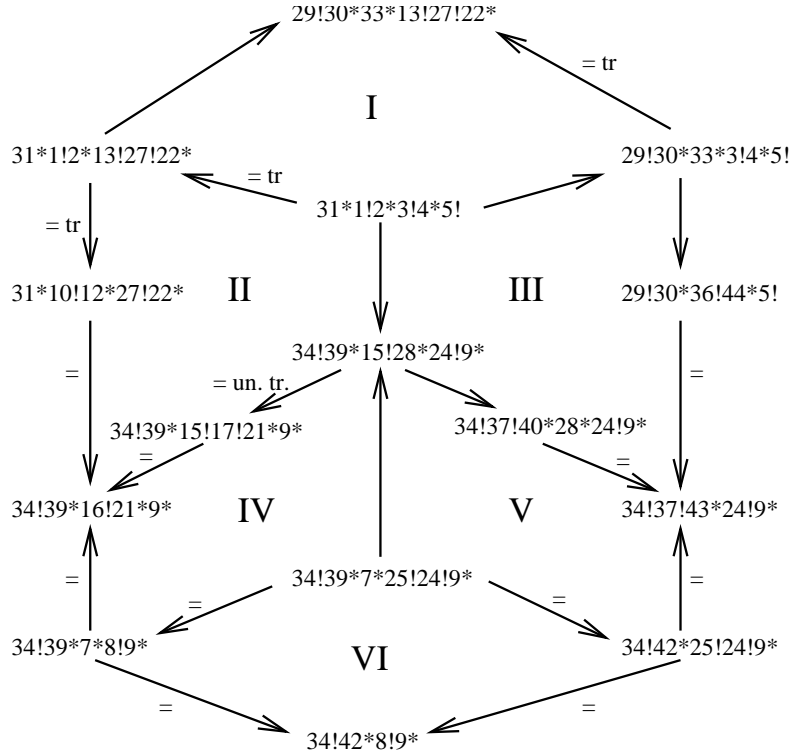 29!30*33*13!27!22*
= tr
I
31*1!2*13!27!22*
29!30*33*3!4*5!
= tr
31*1!2*3!4*5!
= tr
31*10!12*27!22*
II
III
29!30*36!44*5!
34!39*15!28*24!9*
=
= un. tr.
=
34!39*15!17!21*9*
34!37!40*28*24!9*
=
=
34!39*16!21*9*
IV
V
34!37!43*24!9*
=
34!39*7*25!24!9*
=
=
=
34!39*7*8!9*
VI
34!42*25!24!9*
=
=
34!42*8!9*